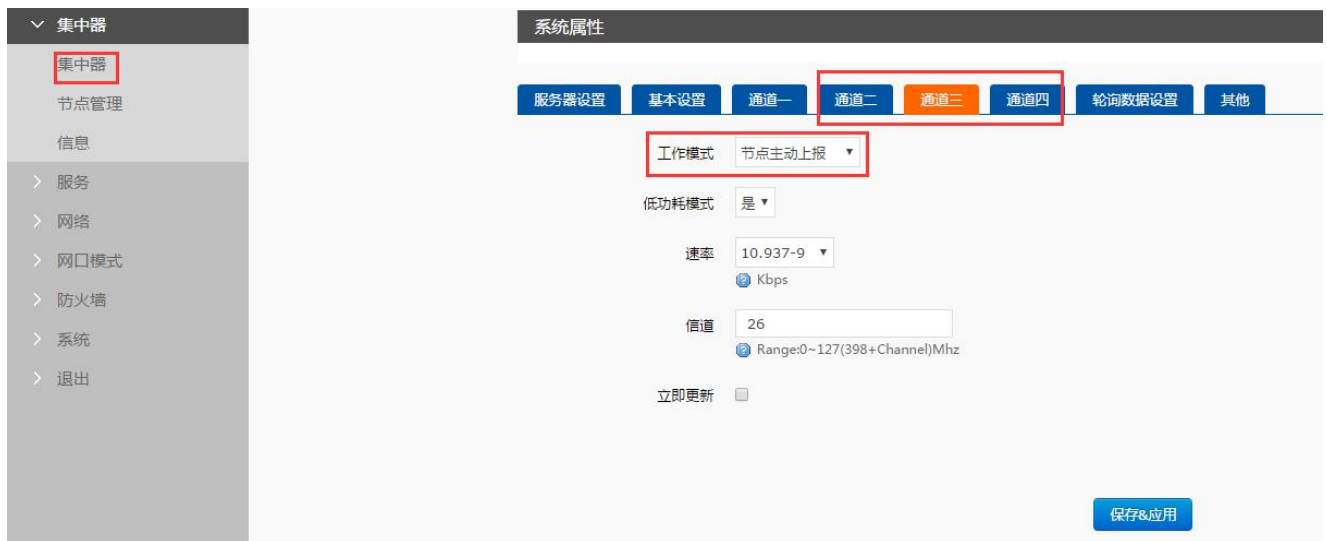 集中器
集中器
节点管理
信息
服务
网络
网口模式
防火墙
系统
退出
系统属性
服务器设置 基本设置 通道一 通道二 通道三 通道四 轮询数据设置 其他
工作模式 节点主动上报
低功耗模式 是
速率 10.937-9
Kbps
信道 26
Range:0~127(398+Channel)Mhz
立即更新
保存&应用